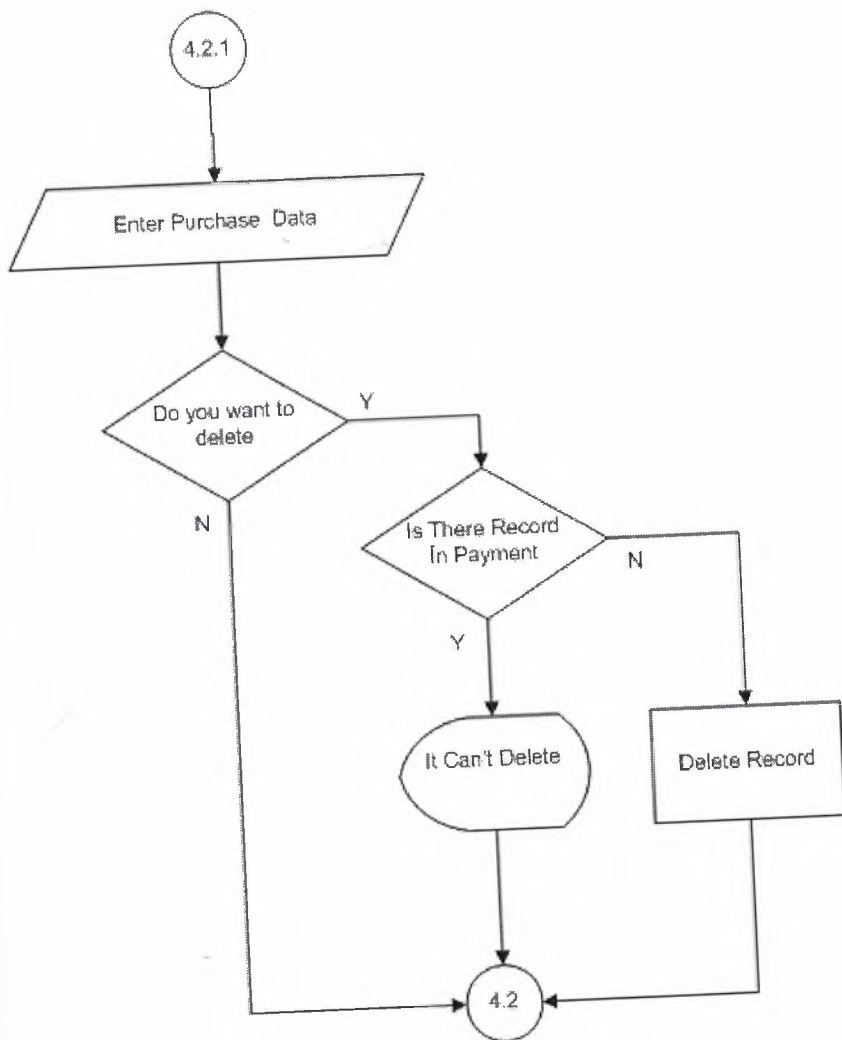 4.2.1
Enter Purchase Data
Do you want to
delete
Y
N
Is There Record
In Payment
N
Y
It Can't Delete
Delete Record
4.2